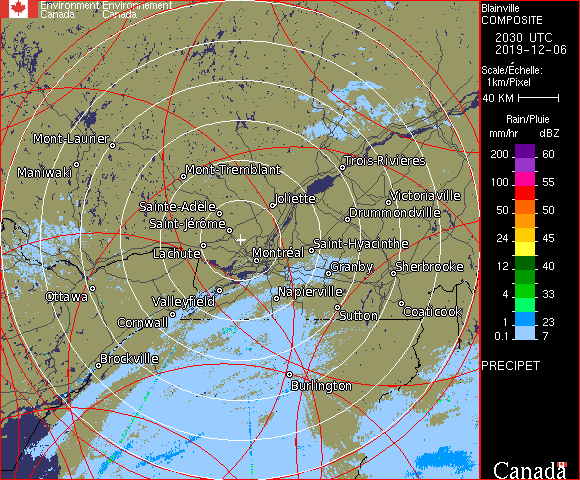 Environment Environnement
Canada Canada
Blainville
COMPOSITE
2030 UTC
2019-12-06
Scale/Échelle:
1km/Pixel
40 KM
Rain/Pluie
mm/hr dBZ
200 60
100 55
50 50
24 45
12 40
4 33
1 23
0.1 7
PRECIPET
Canada
Mont-Laurier
Maniwaki
Mont-Tremblant
Trois-Rivières
Sainte-Adèle
Joliette
Victoriaville
Saint-Jérôme
Drummondville
Lachute
Montréal
Saint-Hyacinthe
Granby
Sherbrooke
Ottawa
Valleyfield
Napierville
Cornwall
Sutton
Coaticook
Brockville
Burlington